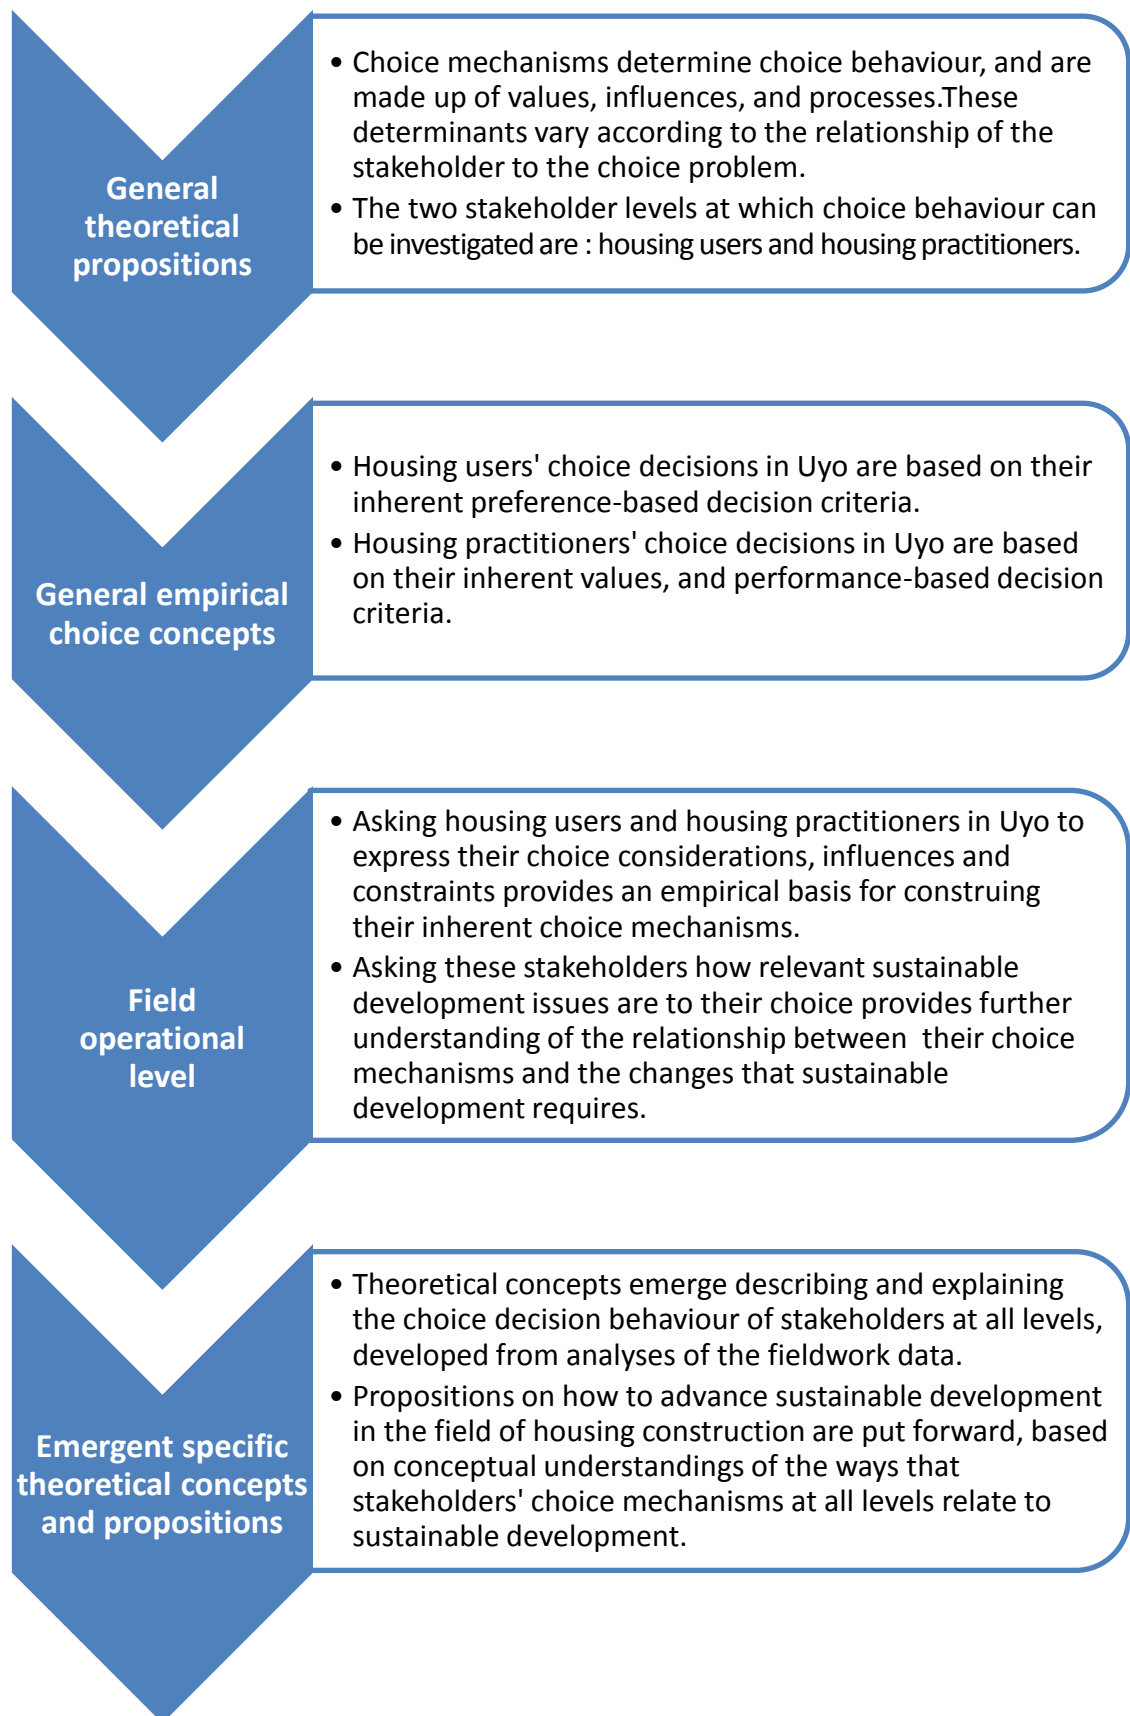 General
theoretical
propositions
• Choice mechanisms determine choice behaviour, and are
made up of values, influences, and processes.These
determinants vary according to the relationship of the
stakeholder to the choice problem.
• The two stakeholder levels at which choice behaviour can
be investigated are : housing users and housing practitioners.
General empirical
choice concepts
• Housing users' choice decisions in Uyo are based on their
inherent preference-based decision criteria.
• Housing practitioners' choice decisions in Uyo are based
on their inherent values, and performance-based decision
criteria.
Field
operational
level
• Asking housing users and housing practitioners in Uyo to
express their choice considerations, influences and
constraints provides an empirical basis for construing
their inherent choice mechanisms.
• Asking these stakeholders how relevant sustainable
development issues are to their choice provides further
understanding of the relationship between  their choice
mechanisms and the changes that sustainable
development requires.
Emergent specific
theoretical concepts
and propositions
• Theoretical concepts emerge describing and explaining
the choice decision behaviour of stakeholders at all levels,
developed from analyses of the fieldwork data.
• Propositions on how to advance sustainable development
in the field of housing construction are put forward, based
on conceptual understandings of the ways that
stakeholders' choice mechanisms at all levels relate to
sustainable development.